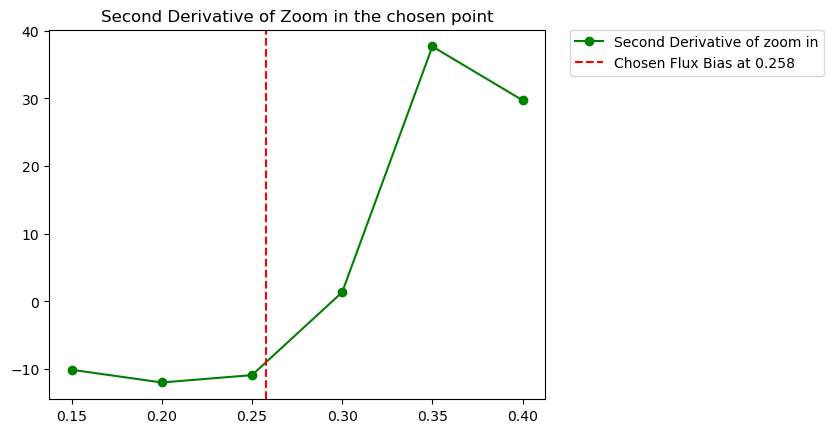 Second Derivative of Zoom in the chosen point
40
30
20
10
0
−10
0.15 0.20 0.25 0.30 0.35 0.40
Second Derivative of zoom in
Chosen Flux Bias at 0.258